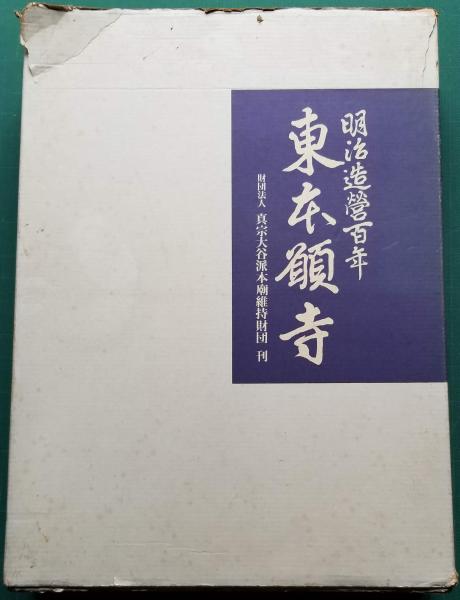 明治造營百年
東本願寺
財団法人 真宗大谷派本廟維持財団 刊